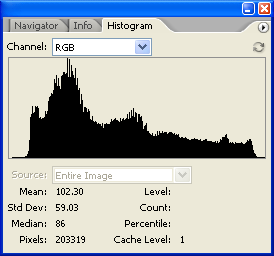 Navigator Info Histogram
Channel: RGB
Source: Entire Image
Mean: 102.30 Level:
Std Dev: 59.03 Count:
Median: 86 Percentile:
Pixels: 203319 Cache Level: 1